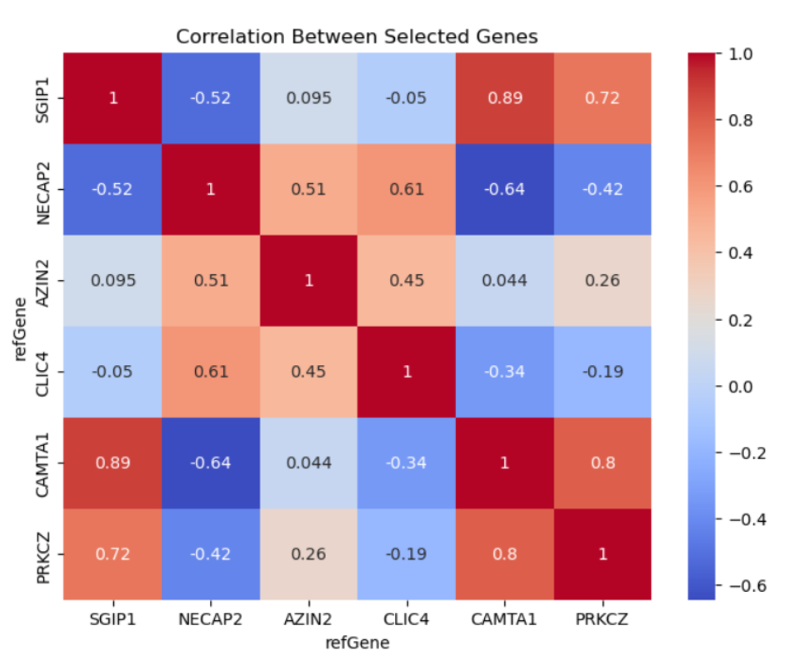 Correlation Between Selected Genes
SGIP1 1 -0.52 0.095 -0.05 0.89 0.72
NECAP2 -0.52 1 0.51 0.61 -0.64 -0.42
AZIN2 0.095 0.51 1 0.45 0.044 0.26
CLIC4 -0.05 0.61 0.45 1 -0.34 -0.19
CAMTA1 0.89 -0.64 0.044 -0.34 1 0.8
PRKCZ 0.72 -0.42 0.26 -0.19 0.8 1
refGene
SGIP1 NECAP2 AZIN2 CLIC4 CAMTA1 PRKCZ
refGene
1.0
0.8
0.6
0.4
0.2
0.0
−0.2
−0.4
−0.6